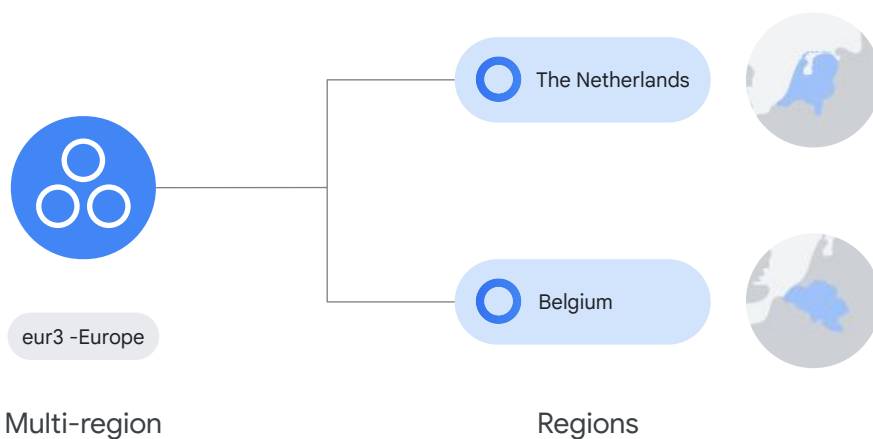 The Netherlands
Belgium
eur3 -Europe
Multi-region
Regions